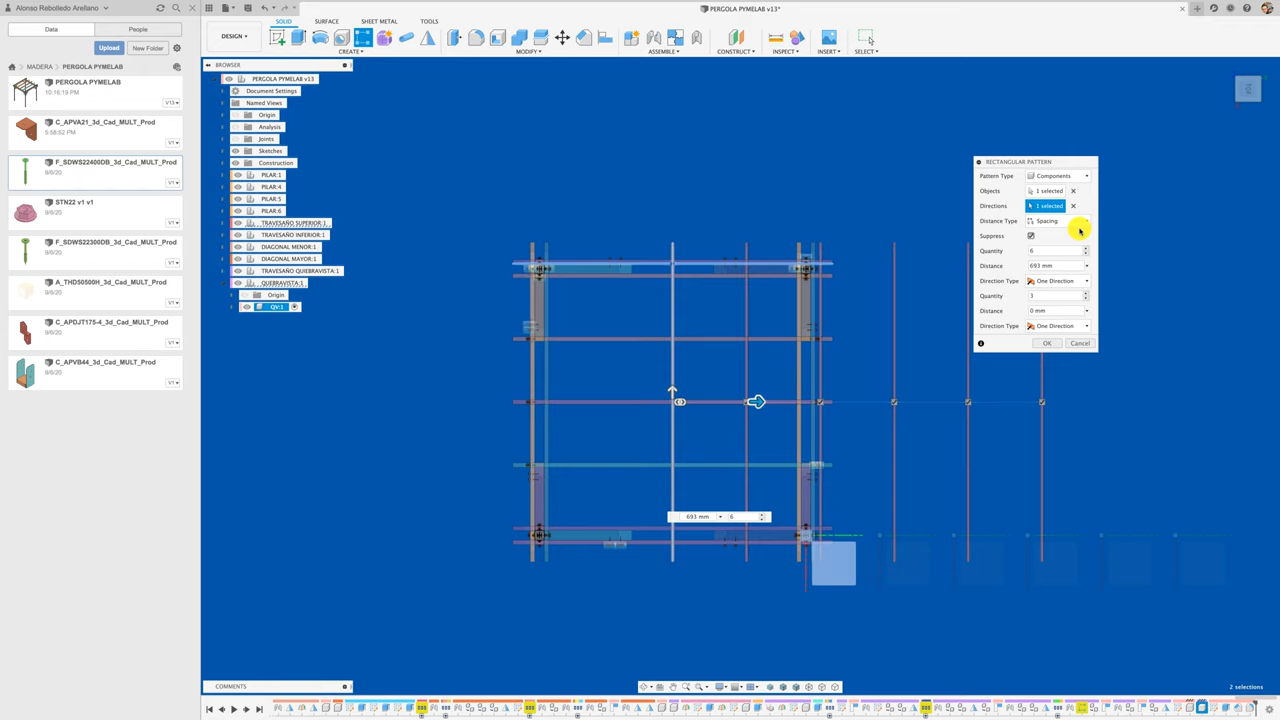 Alonso Rebolledo Arellano
PERGOLA PYMELAB v13*
Data
People
Upload
New Folder
MADERA
PERGOLA PYMELAB
PERGOLA PYMELAB
10:16:19 PM
V13
C_APVA21_3d_Cad_MULT_Prod
5:58:52 PM
V1
F_SDWS22400DB_3d_Cad_MULT_Prod
9/6/20
V1
STN22 v1 v1
9/6/20
V1
F_SDWS22300DB_3d_Cad_MULT_Prod
9/6/20
V1
A_THD50500H_3d_Cad_MULT_Prod
9/6/20
V1
C_APDJT175-4_3d_Cad_MULT_Prod
9/6/20
V1
C_APVB44_3d_Cad_MULT_Prod
9/6/20
V1
DESIGN
SOLID
SURFACE
SHEET METAL
TOOLS
CREATE
MODIFY
ASSEMBLE
CONSTRUCT
INSPECT
INSERT
SELECT
BROWSER
PERGOLA PYMELAB v13
Document Settings
Named Views
Origin
Analysis
Joints
Sketches
Construction
PILAR:1
PILAR:4
PILAR:5
PILAR:6
TRAVESAÑO SUPERIOR:1
TRAVESAÑO INFERIOR:1
DIAGONAL MENOR:1
DIAGONAL MAYOR:1
TRAVESAÑO QUIEBRAVISTA:1
QUEBRAVISTA:1
Origin
QV:1
RECTANGULAR PATTERN
Pattern Type
Components
Objects
1 selected
Directions
1 selected
Distance Type
Spacing
Suppress
Quantity
6
Distance
693 mm
Direction Type
One Direction
Quantity
3
Distance
0 mm
Direction Type
One Direction
OK
Cancel
693 mm
6
COMMENTS
2 selections